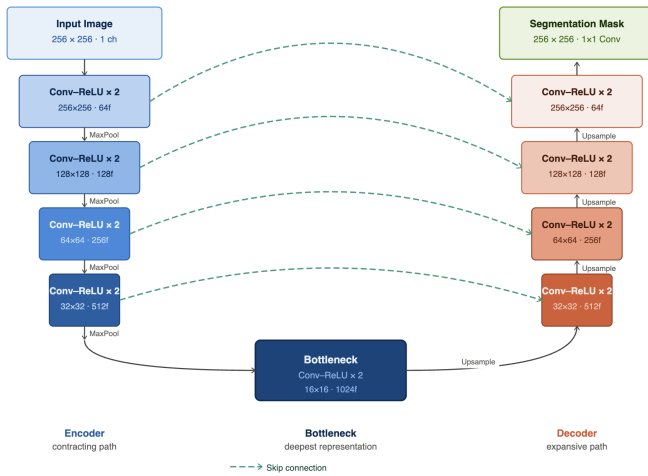 Input Image
256 × 256 · 1 ch
Conv–ReLU × 2
256×256 · 64f
MaxPool
Conv–ReLU × 2
128×128 · 128f
MaxPool
Conv–ReLU × 2
64×64 · 256f
MaxPool
Conv–ReLU × 2
32×32 · 512f
MaxPool
Bottleneck
Conv–ReLU × 2
16×16 · 1024f
Upsample
Segmentation Mask
256 × 256 · 1×1 Conv
Conv–ReLU × 2
256×256 · 64f
Upsample
Conv–ReLU × 2
128×128 · 128f
Upsample
Conv–ReLU × 2
64×64 · 256f
Upsample
Conv–ReLU × 2
32×32 · 512f
Encoder
contracting path
Bottleneck
deepest representation
Decoder
expansive path
Skip connection